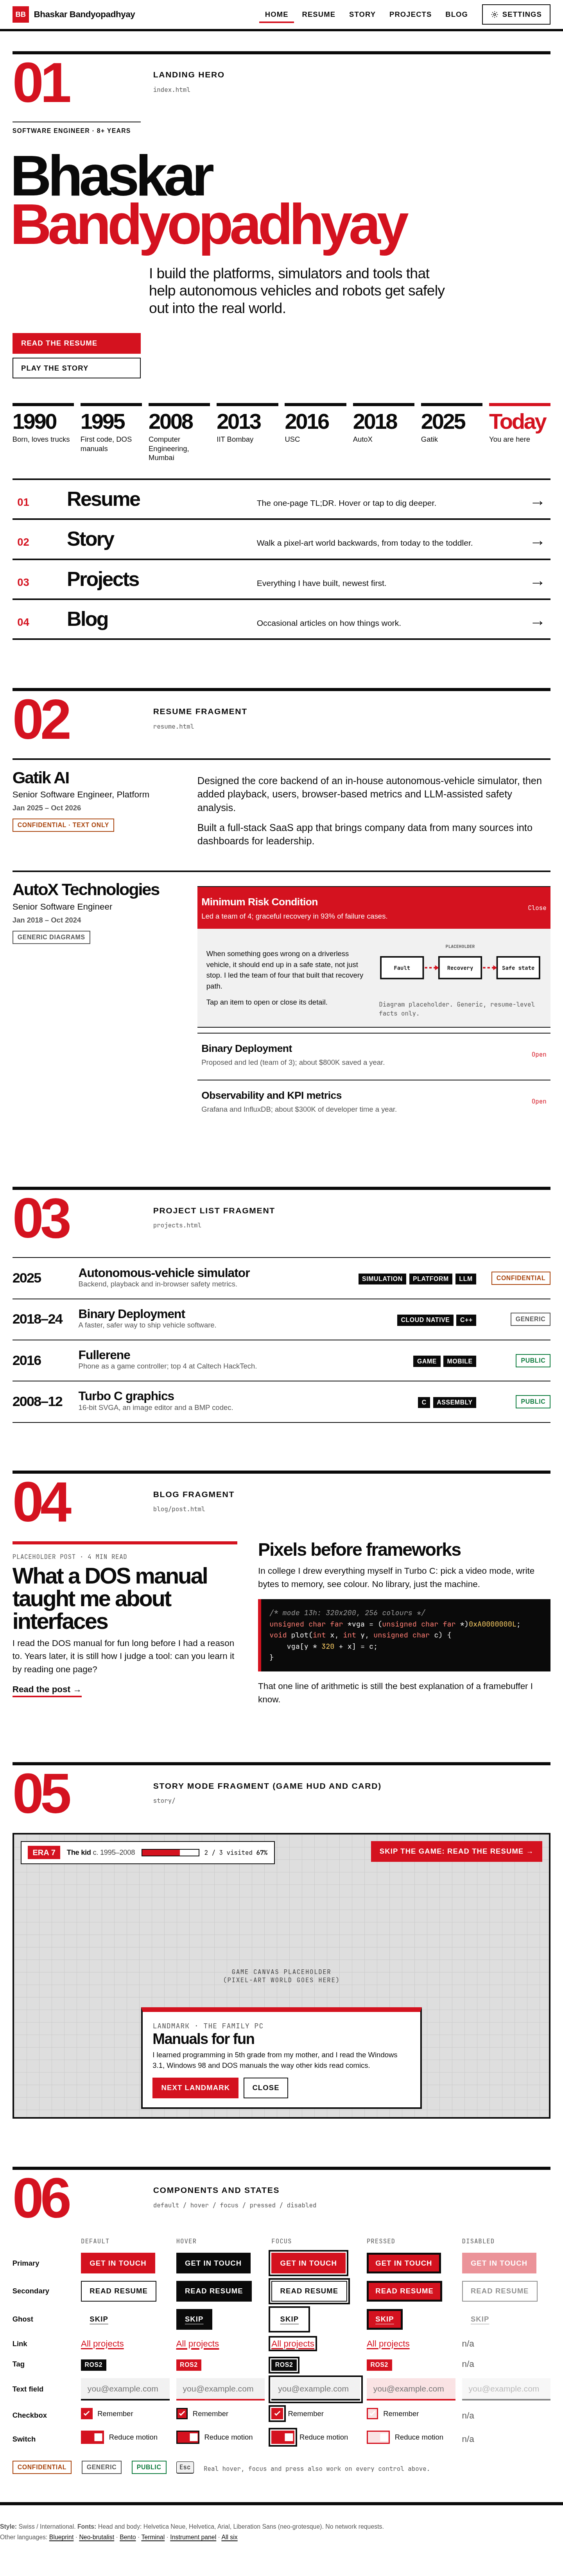 BB Bhaskar Bandyopadhyay HOME RESUME STORY PROJECTS BLOG SETTINGS
01
LANDING HERO
index.html
SOFTWARE ENGINEER · 8+ YEARS
Bhaskar
Bandyopadhyay
I build the platforms, simulators and tools that
help autonomous vehicles and robots get safely
out into the real world.
READ THE RESUME
PLAY THE STORY
1990 1995 2008 2013 2016 2018 2025 Today
Born, loves trucks First code, DOS manuals Computer Engineering, Mumbai IIT Bombay USC AutoX Gatik You are here
01 Resume The one-page TL;DR. Hover or tap to dig deeper. →
02 Story Walk a pixel-art world backwards, from today to the toddler. →
03 Projects Everything I have built, newest first. →
04 Blog Occasional articles on how things work. →
02
RESUME FRAGMENT
resume.html
Gatik AI
Senior Software Engineer, Platform
Jan 2025 – Oct 2026
CONFIDENTIAL · TEXT ONLY
Designed the core backend of an in-house autonomous-vehicle simulator, then
added playback, users, browser-based metrics and LLM-assisted safety
analysis.
Built a full-stack SaaS app that brings company data from many sources into
dashboards for leadership.
AutoX Technologies
Senior Software Engineer
Jan 2018 – Oct 2024
GENERIC DIAGRAMS
Minimum Risk Condition
Led a team of 4; graceful recovery in 93% of failure cases.
Close
When something goes wrong on a driverless
vehicle, it should end up in a safe state, not just
stop. I led the team of four that built that recovery
path.
Tap an item to open or close its detail.
PLACEHOLDER
Fault Recovery Safe state
Diagram placeholder. Generic, resume-level
facts only.
Binary Deployment
Proposed and led (team of 3); about $800K saved a year.
Open
Observability and KPI metrics
Grafana and InfluxDB; about $300K of developer time a year.
Open
03
PROJECT LIST FRAGMENT
projects.html
2025 Autonomous-vehicle simulator SIMULATION PLATFORM LLM CONFIDENTIAL
Backend, playback and in-browser safety metrics.
2018–24 Binary Deployment CLOUD NATIVE C++ GENERIC
A faster, safer way to ship vehicle software.
2016 Fullerene GAME MOBILE PUBLIC
Phone as a game controller; top 4 at Caltech HackTech.
2008–12 Turbo C graphics C ASSEMBLY PUBLIC
16-bit SVGA, an image editor and a BMP codec.
04
BLOG FRAGMENT
blog/post.html
PLACEHOLDER POST · 4 MIN READ
What a DOS manual
taught me about
interfaces
I read the DOS manual for fun long before I had a reason
to. Years later, it is still how I judge a tool: can you learn it
by reading one page?
Read the post →
Pixels before frameworks
In college I drew everything myself in Turbo C: pick a video mode, write
bytes to memory, see colour. No library, just the machine.
/* mode 13h: 320x200, 256 colours */
unsigned char far *vga = (unsigned char far *)0xA0000000L;
void plot(int x, int y, unsigned char c) {
vga[y * 320 + x] = c;
}
That one line of arithmetic is still the best explanation of a framebuffer I
know.
05
STORY MODE FRAGMENT (GAME HUD AND CARD)
story/
ERA 7 The kid c. 1995–2008 2 / 3 visited 67%
SKIP THE GAME: READ THE RESUME →
GAME CANVAS PLACEHOLDER
(PIXEL-ART WORLD GOES HERE)
LANDMARK · THE FAMILY PC
Manuals for fun
I learned programming in 5th grade from my mother, and I read the Windows
3.1, Windows 98 and DOS manuals the way other kids read comics.
NEXT LANDMARK CLOSE
06
COMPONENTS AND STATES
default / hover / focus / pressed / disabled
DEFAULT HOVER FOCUS PRESSED DISABLED
Primary GET IN TOUCH GET IN TOUCH GET IN TOUCH GET IN TOUCH GET IN TOUCH
Secondary READ RESUME READ RESUME READ RESUME READ RESUME READ RESUME
Ghost SKIP SKIP SKIP SKIP SKIP
Link All projects All projects All projects All projects n/a
Tag ROS2 ROS2 ROS2 ROS2 n/a
Text field you@example.com you@example.com you@example.com you@example.com you@example.com
Checkbox Remember Remember Remember Remember n/a
Switch Reduce motion Reduce motion Reduce motion Reduce motion n/a
CONFIDENTIAL GENERIC PUBLIC Esc Real hover, focus and press also work on every control above.
Style: Swiss / International. Fonts: Head and body: Helvetica Neue, Helvetica, Arial, Liberation Sans (neo-grotesque). No network requests.
Other languages: Blueprint · Neo-brutalist · Bento · Terminal · Instrument panel · All six